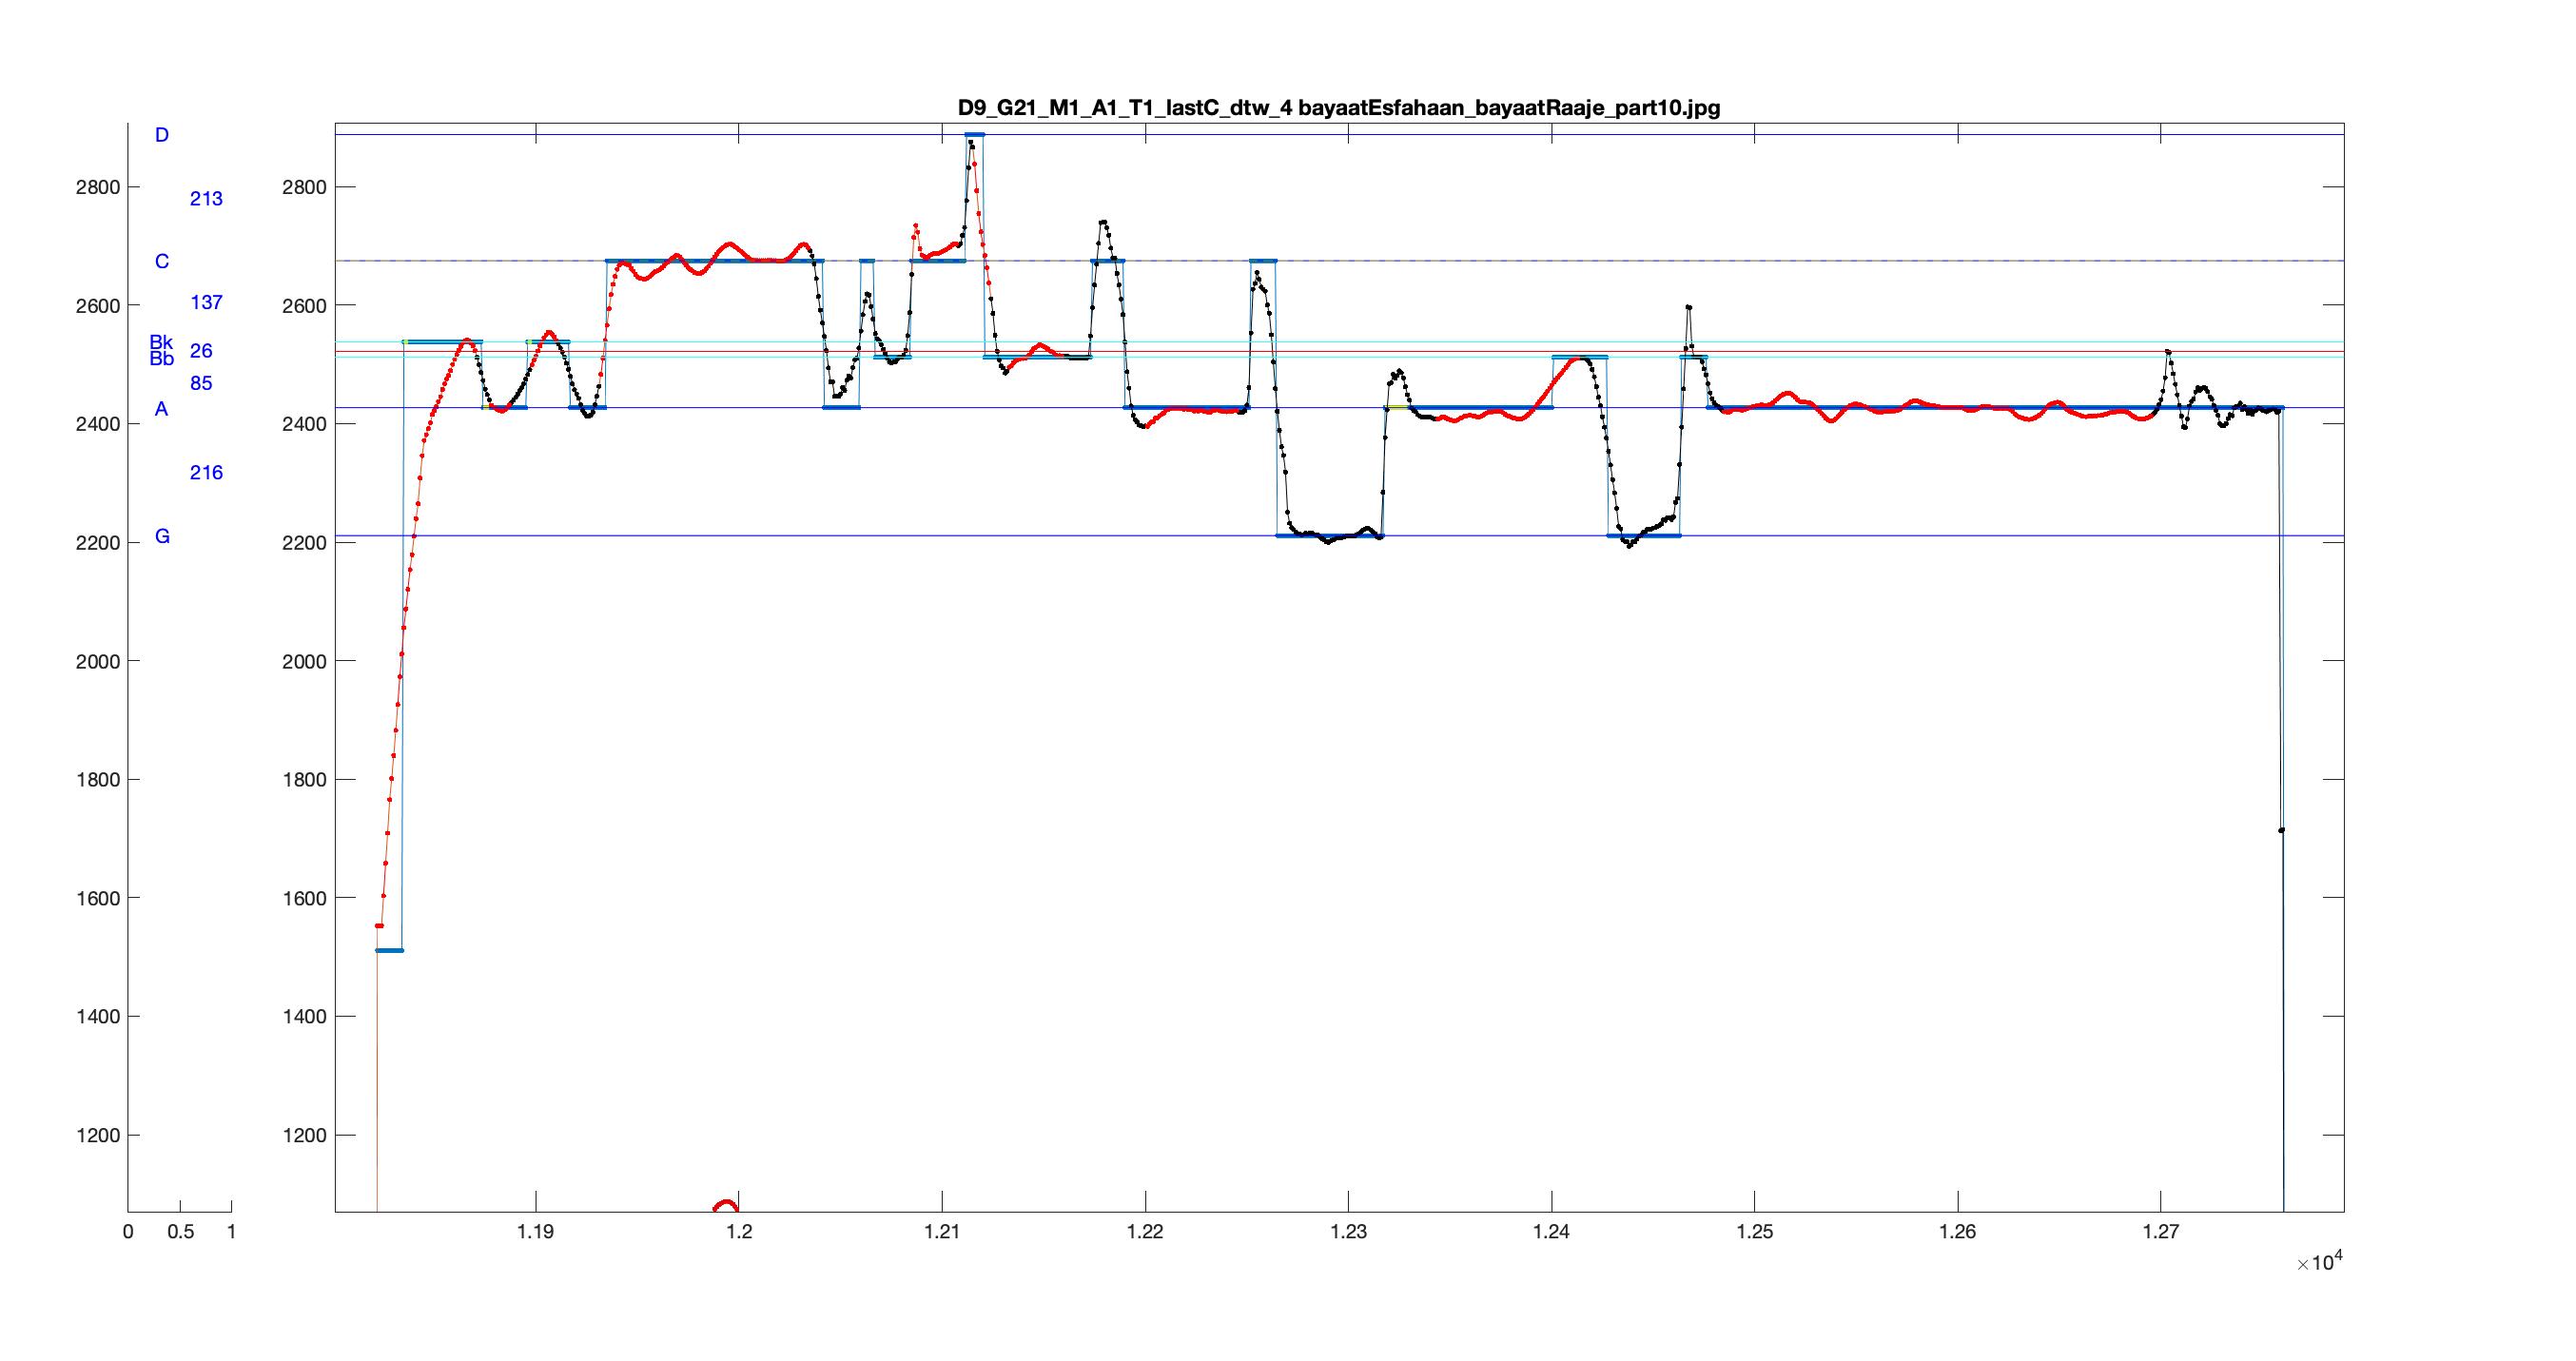 D9_G21_M1_A1_T1_lastC_dtw_4 bayaatEsfahaan_bayaatRaaje_part10.jpg
D
2800 2800
213
C
137
2600 2600
Bk
26
Bb
85
A
2400 2400
216
G
2200 2200
2000 2000
1800 1800
1600 1600
1400 1400
1200 1200
0 0.5 1 1.19 1.2 1.21 1.22 1.23 1.24 1.25 1.26 1.27
×10^4